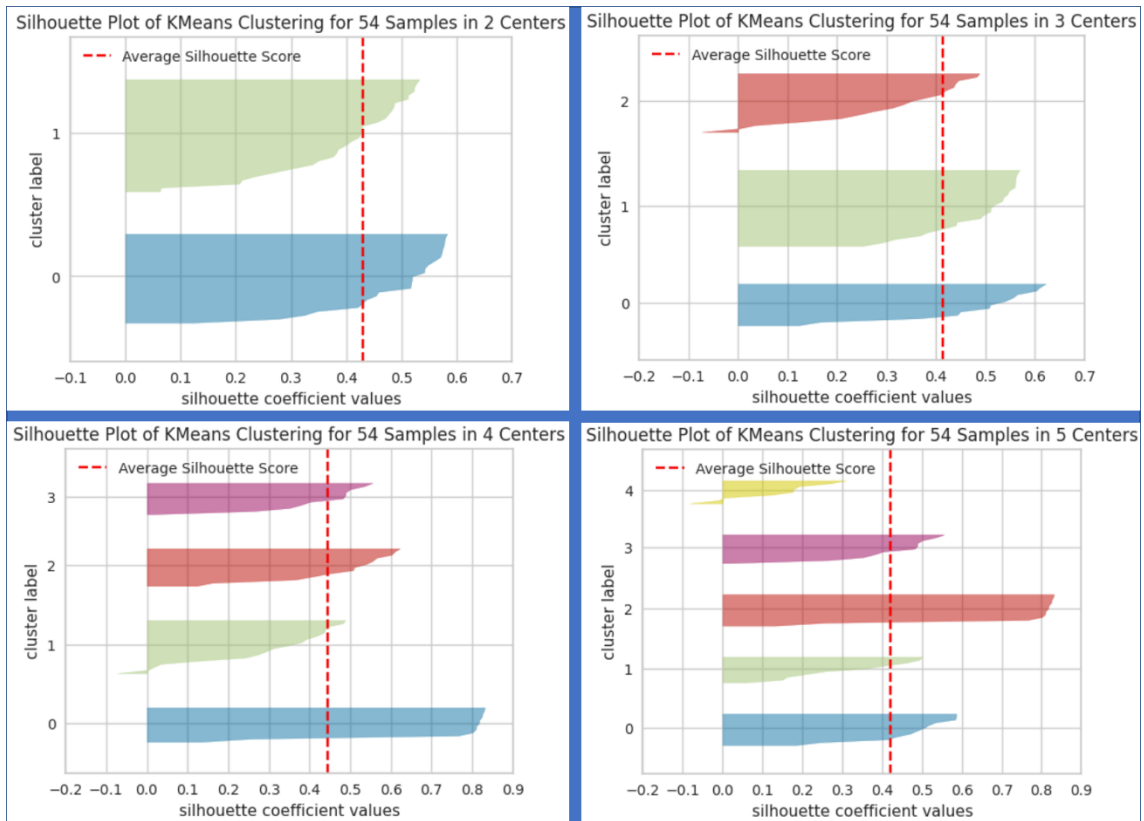 Silhouette Plot of KMeans Clustering for 54 Samples in 2 Centers
Average Silhouette Score
cluster label
1
0
−0.1 0.0 0.1 0.2 0.3 0.4 0.5 0.6 0.7
silhouette coefficient values
Silhouette Plot of KMeans Clustering for 54 Samples in 3 Centers
Average Silhouette Score
cluster label
2
1
0
−0.2 −0.1 0.0 0.1 0.2 0.3 0.4 0.5 0.6 0.7
silhouette coefficient values
Silhouette Plot of KMeans Clustering for 54 Samples in 4 Centers
Average Silhouette Score
cluster label
3
2
1
0
−0.2 −0.1 0.0 0.1 0.2 0.3 0.4 0.5 0.6 0.7 0.8 0.9
silhouette coefficient values
Silhouette Plot of KMeans Clustering for 54 Samples in 5 Centers
Average Silhouette Score
cluster label
4
3
2
1
0
−0.2 −0.1 0.0 0.1 0.2 0.3 0.4 0.5 0.6 0.7 0.8 0.9
silhouette coefficient values